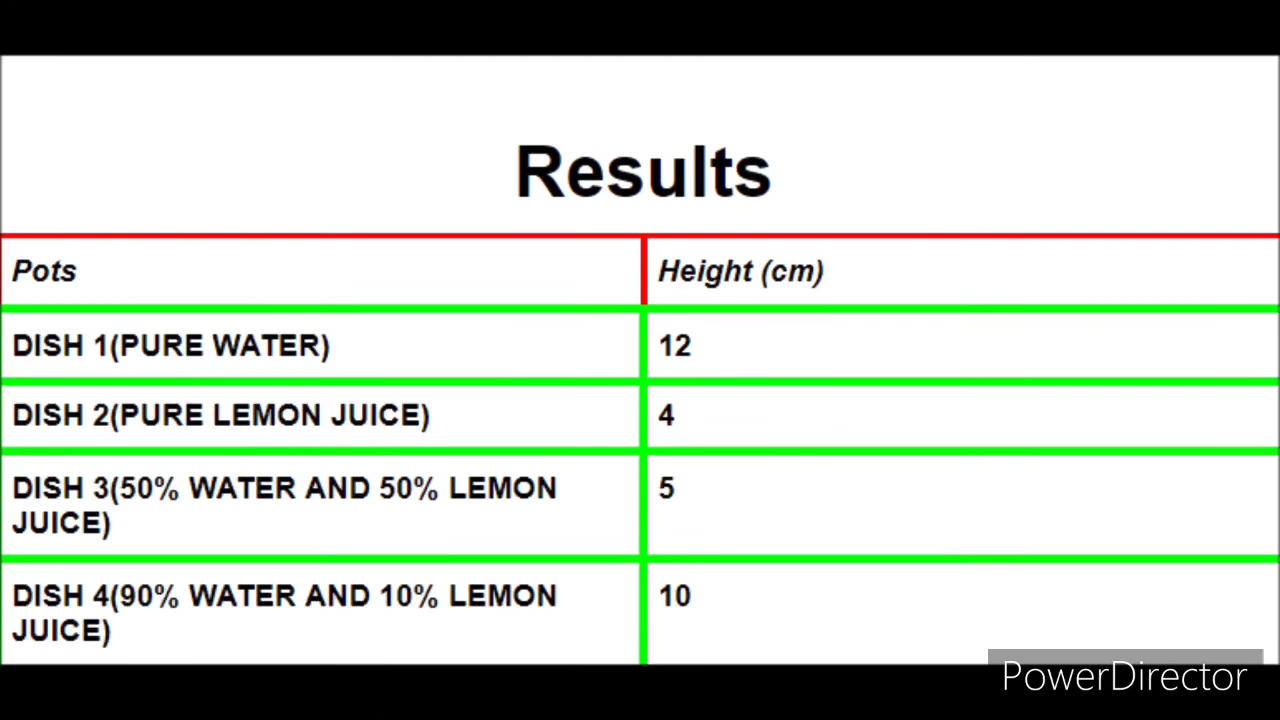 Results
Pots
Height (cm)
DISH 1(PURE WATER)
12
DISH 2(PURE LEMON JUICE)
4
DISH 3(50% WATER AND 50% LEMON
JUICE)
5
DISH 4(90% WATER AND 10% LEMON
JUICE)
10
PowerDirector